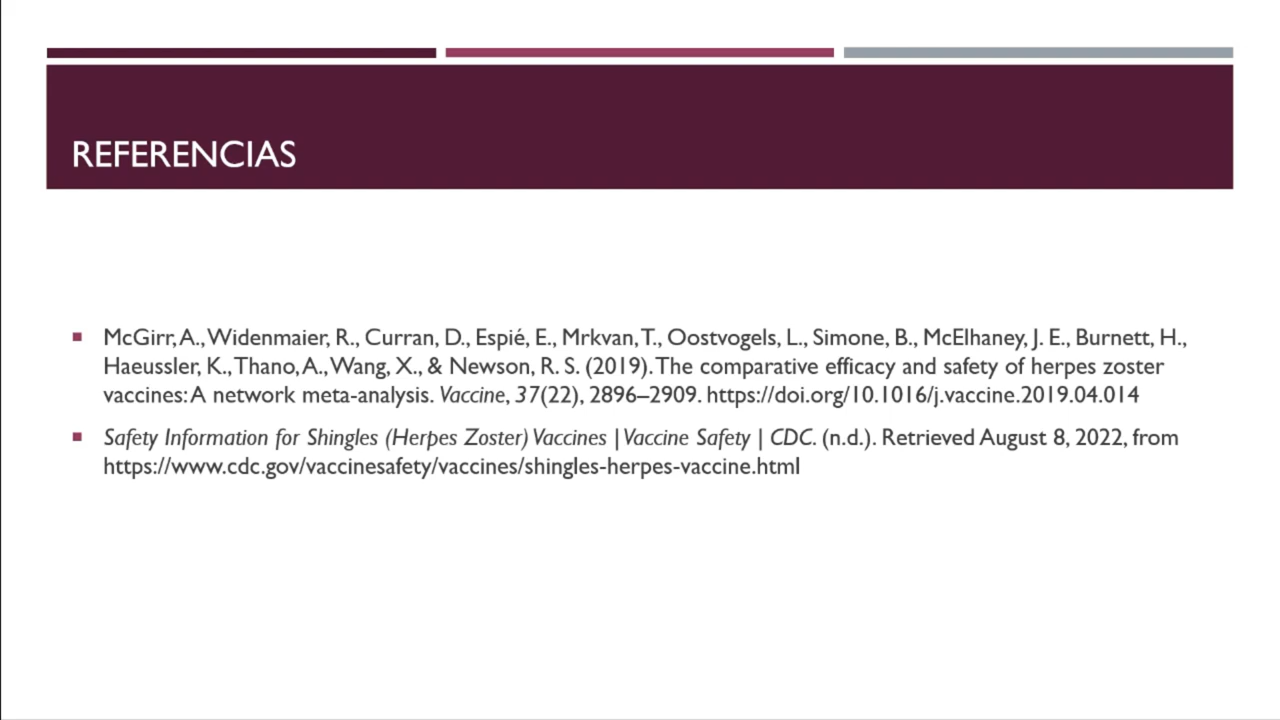 REFERENCIAS
McGirr, A., Widenmaier, R., Curran, D., Espié, E., Mrkvan, T., Oostvogels, L., Simone, B., McElhaney, J. E., Burnett, H.,
Haeussler, K., Thano, A., Wang, X., & Newson, R. S. (2019). The comparative efficacy and safety of herpes zoster
vaccines: A network meta-analysis. Vaccine, 37(22), 2896–2909. https://doi.org/10.1016/j.vaccine.2019.04.014
Safety Information for Shingles (Herpes Zoster) Vaccines | Vaccine Safety | CDC. (n.d.). Retrieved August 8, 2022, from
https://www.cdc.gov/vaccinesafety/vaccines/shingles-herpes-vaccine.html